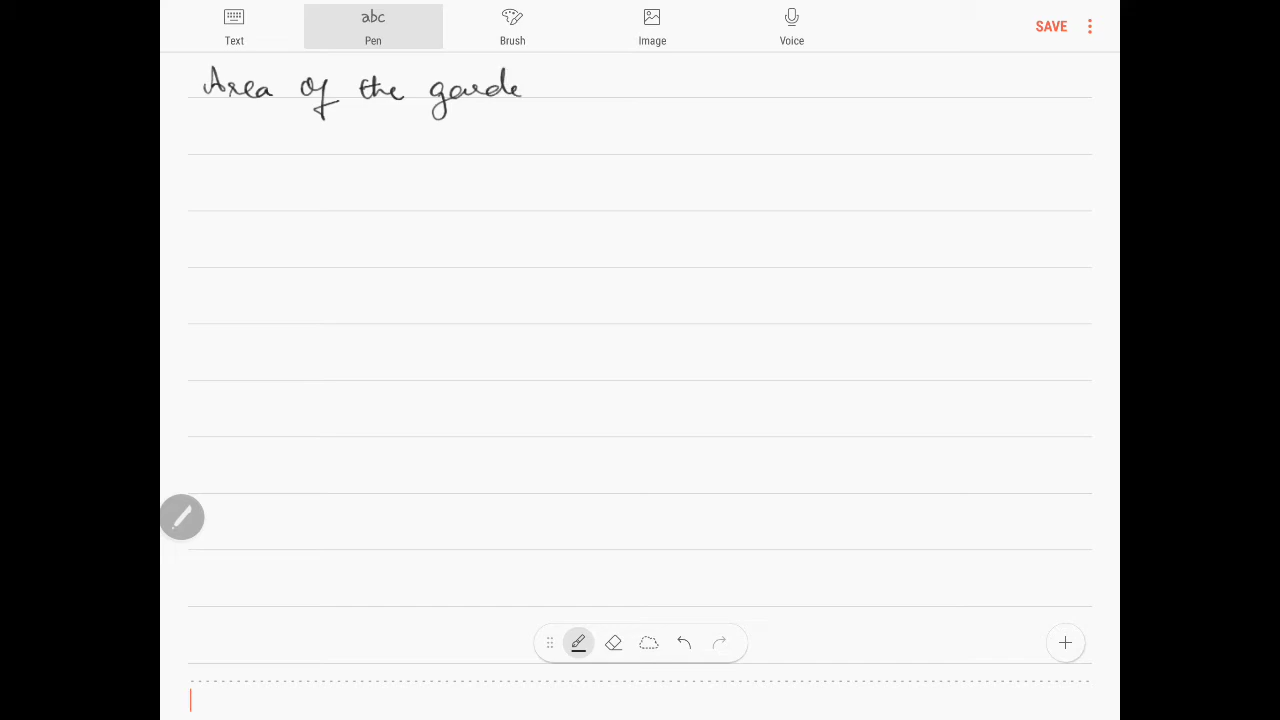 Text
abc
Pen
Brush
Image
Voice
SAVE
Area of the garde